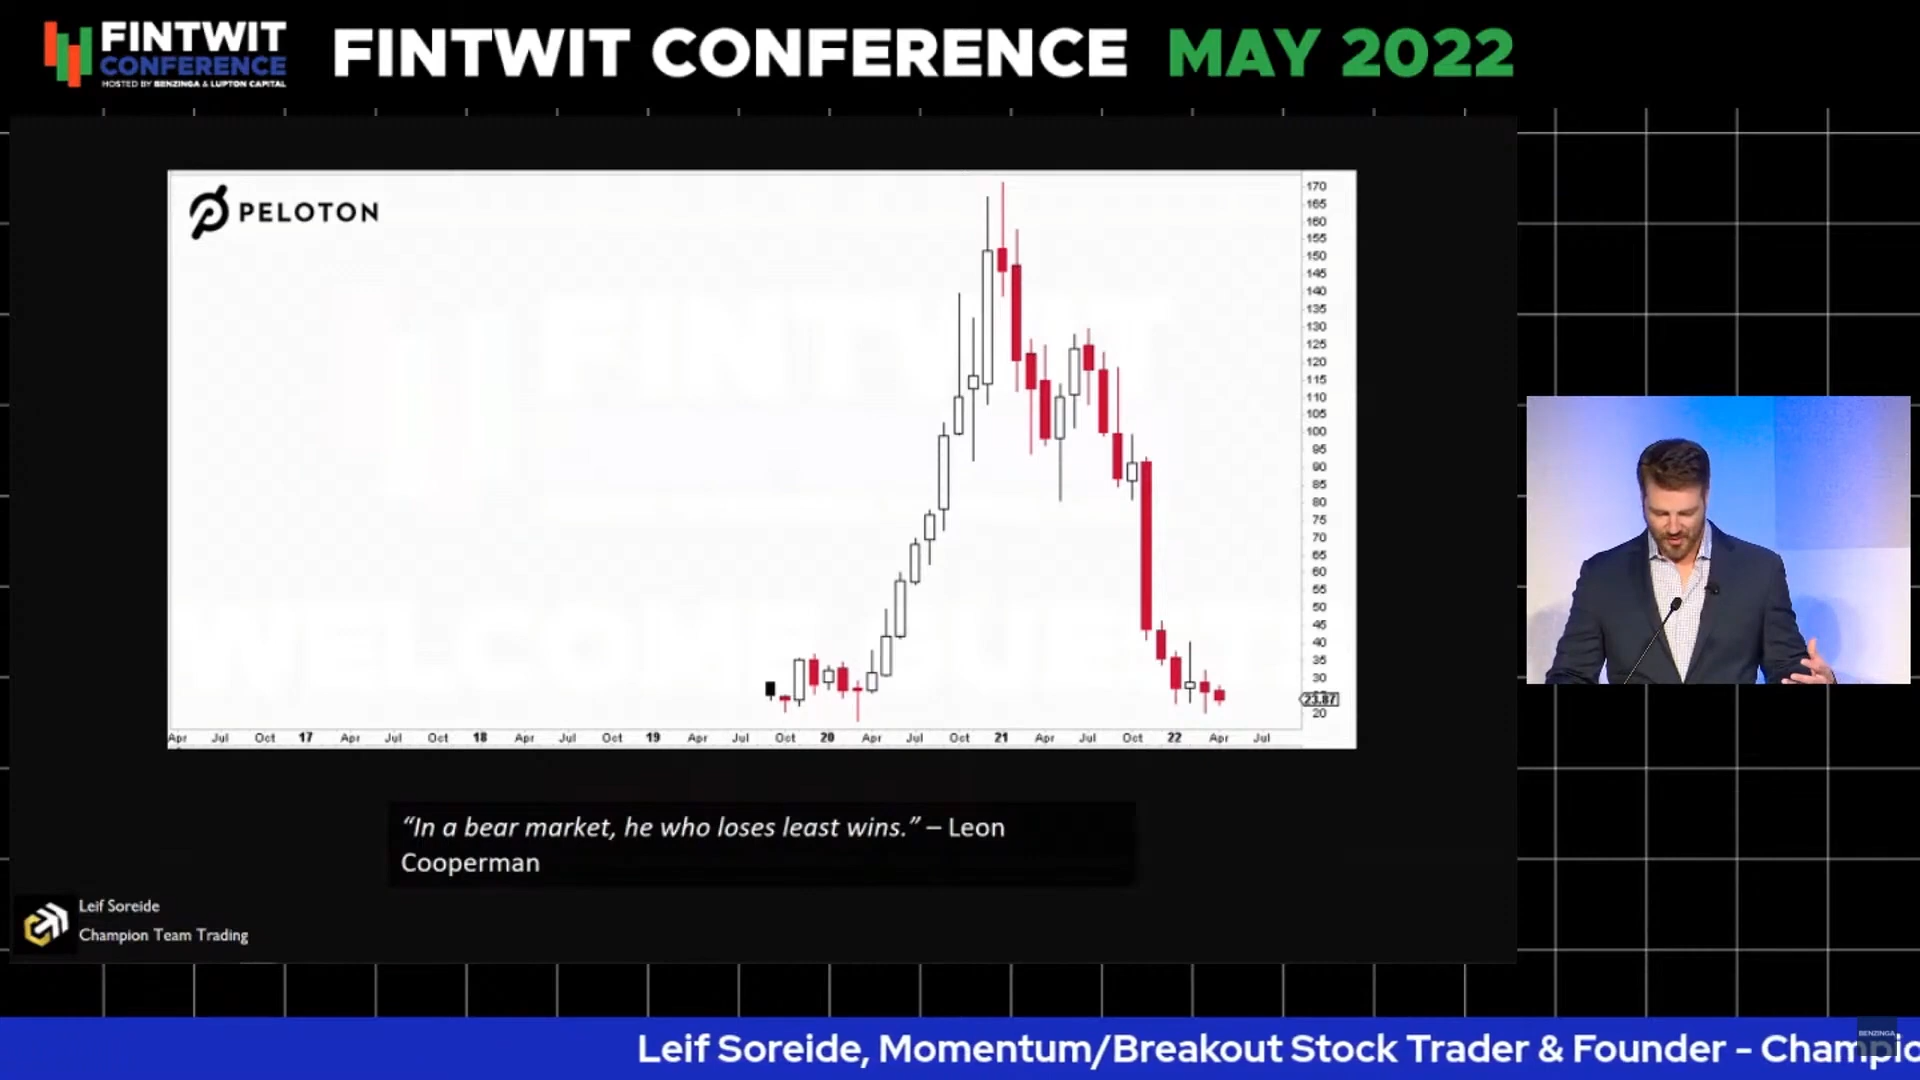 FINTWIT
CONFERENCE
HOSTED BY BENZINGA & LUPTON CAPITAL
FINTWIT CONFERENCE MAY 2022
PELOTON
170
165
160
155
150
145
140
135
130
125
120
115
110
105
100
95
90
85
80
75
70
65
60
55
50
45
40
35
30
23.87
20
Apr Jul Oct 17 Apr Jul Oct 18 Apr Jul Oct 19 Apr Jul Oct 20 Apr Jul Oct 21 Apr Jul Oct 22 Apr Jul
“In a bear market, he who loses least wins.” – Leon
Cooperman
Leif Soreide
Champion Team Trading
Leif Soreide, Momentum/Breakout Stock Trader & Founder - Champio
BENZINGA